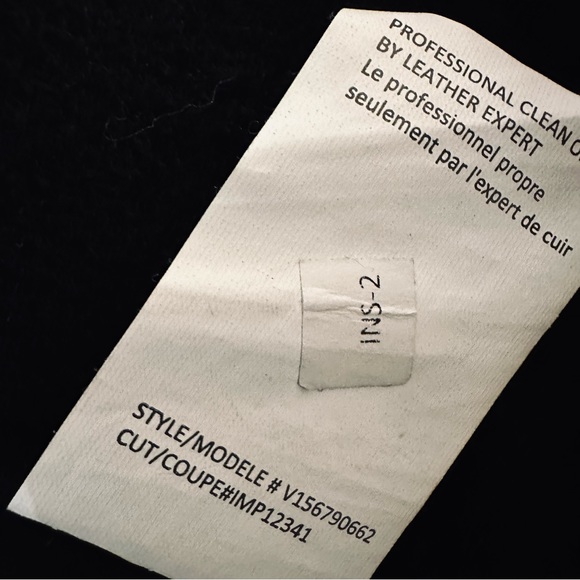 PROFESSIONAL CLEAN
BY LEATHER EXPERT
Le professionnel propre
seulement par l'expert de cuir
INS-2
STYLE/MODELE # V156790662
CUT/COUPE#IMP12341